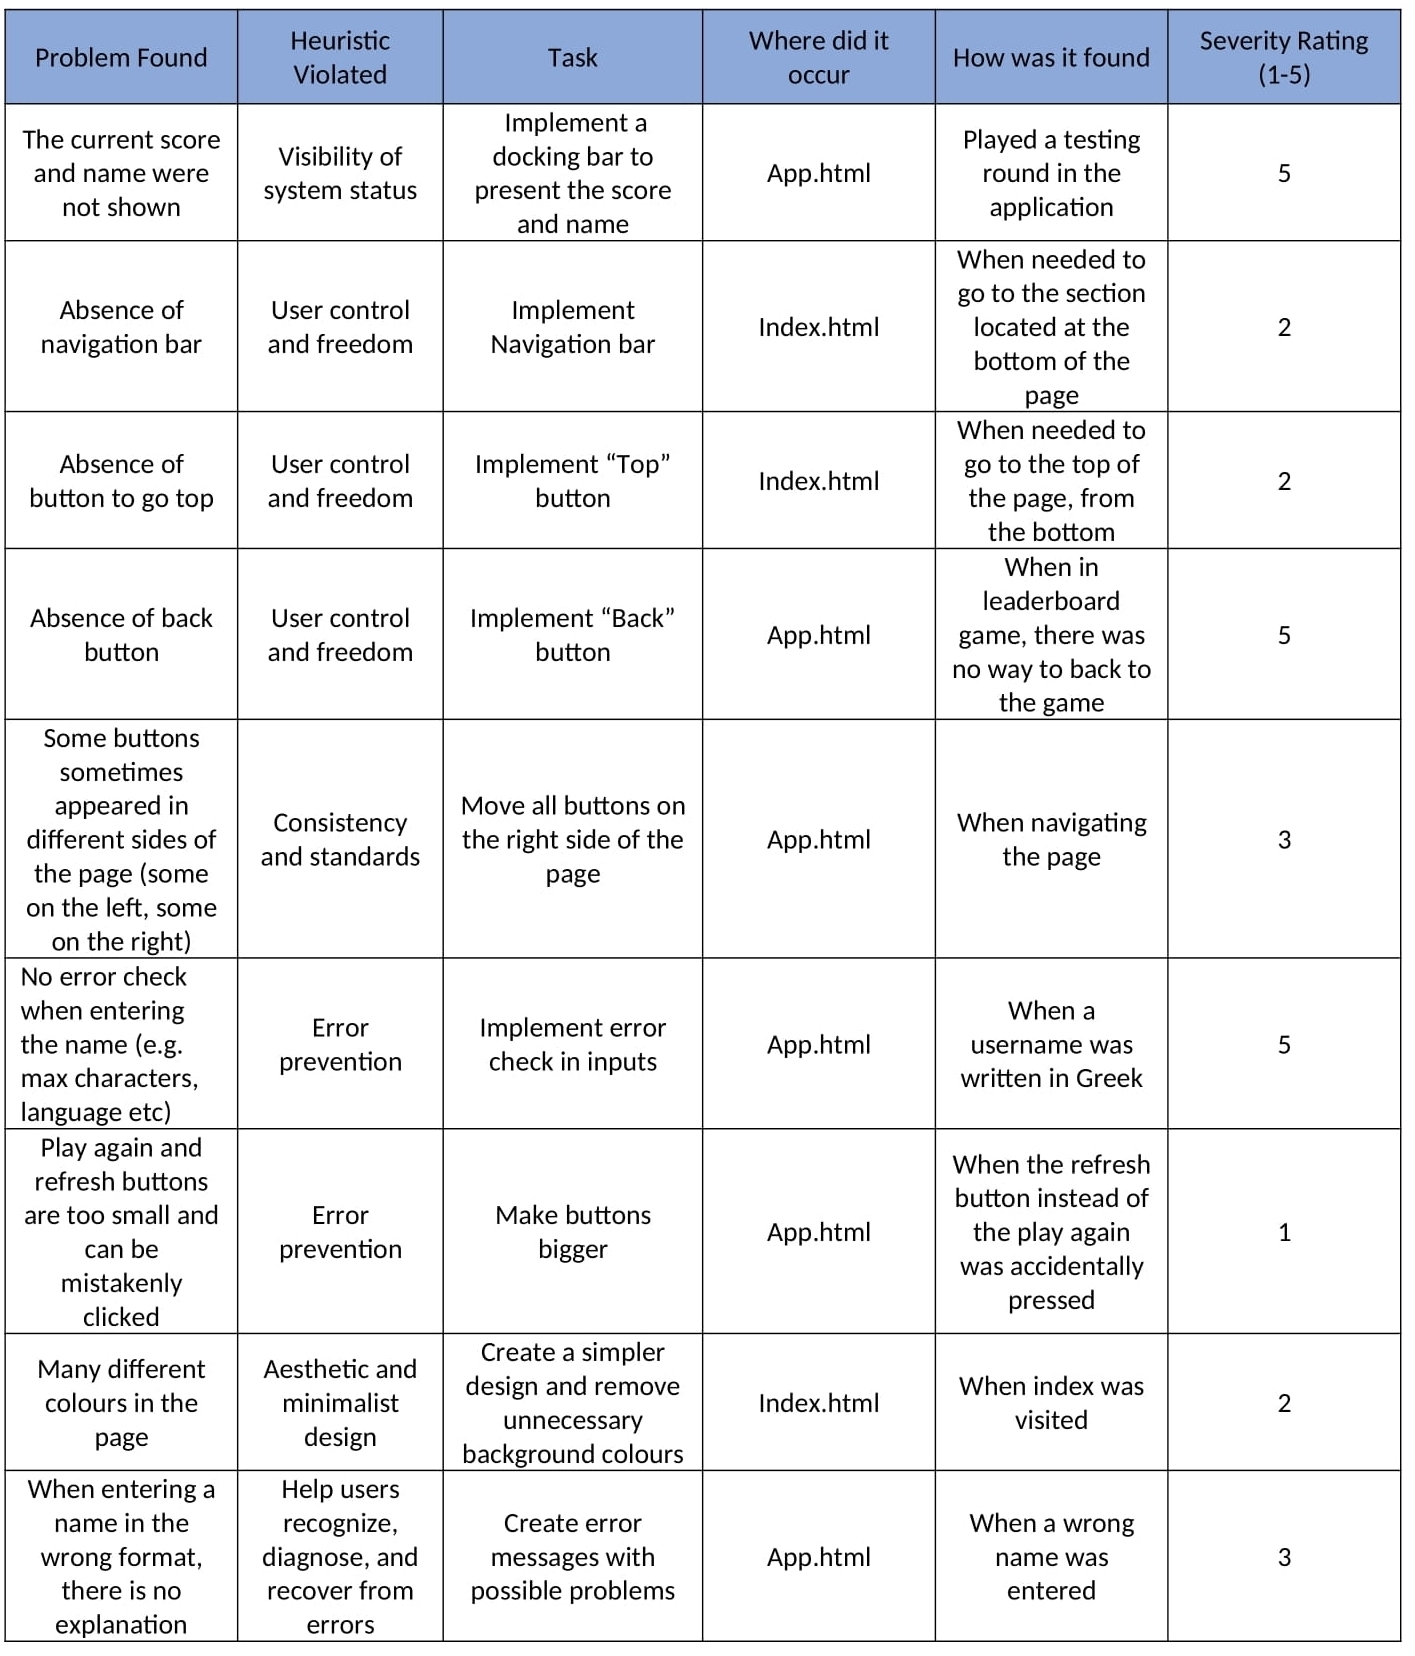 Problem Found
Heuristic
Violated
Task
Where did it
occur
How was it found
Severity Rating
(1-5)
The current score
and name were
not shown
Visibility of
system status
Implement a
docking bar to
present the score
and name
App.html
Played a testing
round in the
application
5
Absence of
navigation bar
User control
and freedom
Implement
Navigation bar
Index.html
When needed to
go to the section
located at the
bottom of the
page
2
Absence of
button to go top
User control
and freedom
Implement “Top”
button
Index.html
When needed to
go to the top of
the page, from
the bottom
2
Absence of back
button
User control
and freedom
Implement “Back”
button
App.html
When in
leaderboard
game, there was
no way to back to
the game
5
Some buttons
sometimes
appeared in
different sides of
the page (some
on the left, some
on the right)
Consistency
and standards
Move all buttons on
the right side of the
page
App.html
When navigating
the page
3
No error check
when entering
the name (e.g.
max characters,
language etc)
Error
prevention
Implement error
check in inputs
App.html
When a
username was
written in Greek
5
Play again and
refresh buttons
are too small and
can be
mistakenly
clicked
Error
prevention
Make buttons
bigger
App.html
When the refresh
button instead of
the play again
was accidentally
pressed
1
Many different
colours in the
page
Aesthetic and
minimalist
design
Create a simpler
design and remove
unnecessary
background colours
Index.html
When index was
visited
2
When entering a
name in the
wrong format,
there is no
explanation
Help users
recognize,
diagnose, and
recover from
errors
Create error
messages with
possible problems
App.html
When a wrong
name was
entered
3